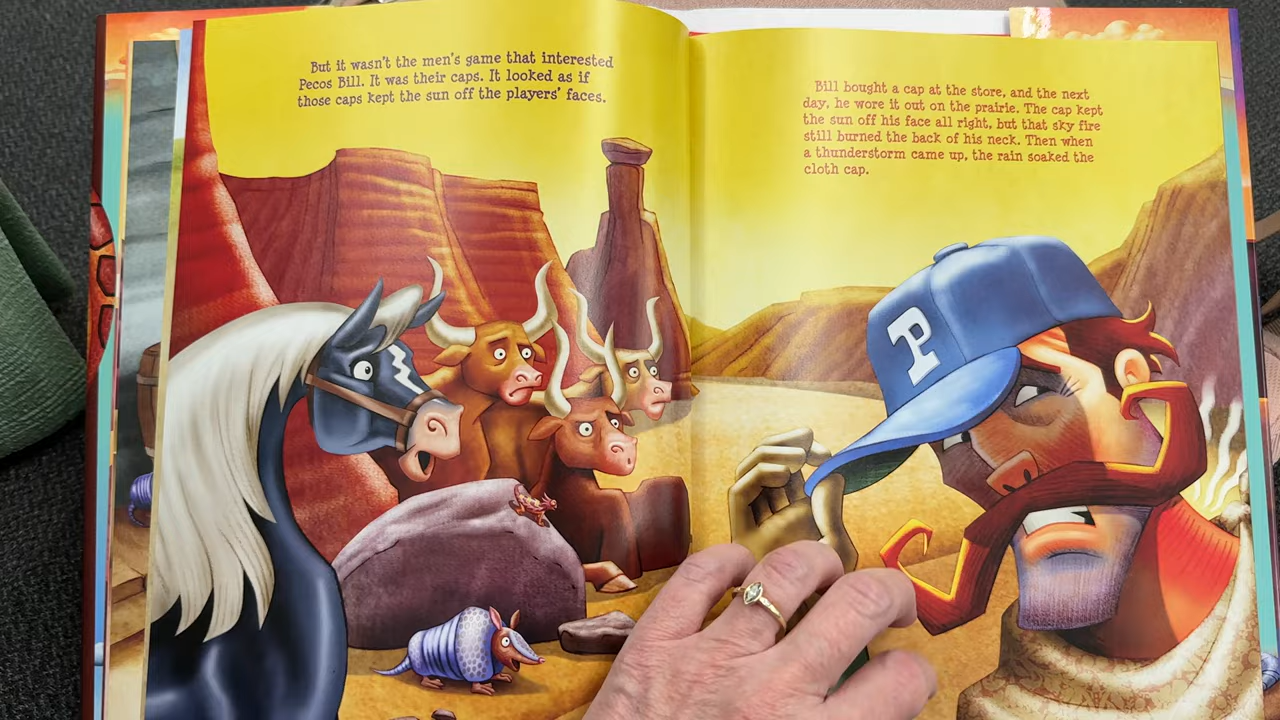 But it wasn't the men's game that interested
Pecos Bill. It was their caps. It looked as if
those caps kept the sun off the players' faces.
Bill bought a cap at the store, and the next
day, he wore it out on the prairie. The cap kept
the sun off his face all right, but that sky fire
still burned the back of his neck. Then when
a thunderstorm came up, the rain soaked the
cloth cap.
P